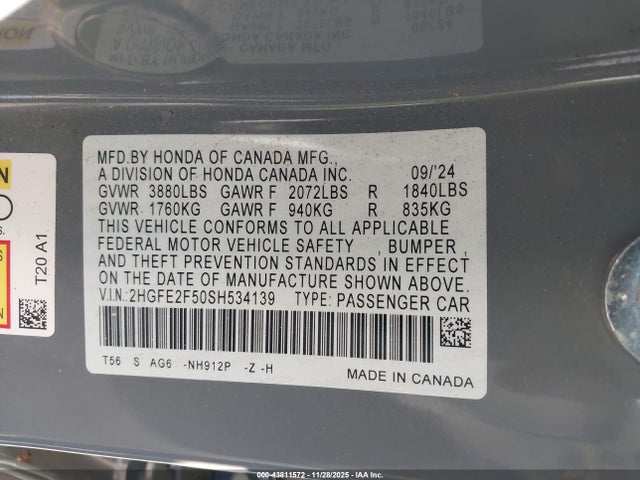 MFD.BY HONDA OF CANADA MFG.,
A DIVISION OF HONDA CANADA INC. 09/'24
GVWR 3880LBS GAWR F 2072LBS R 1840LBS
GVWR 1760KG GAWR F 940KG R 835KG
THIS VEHICLE CONFORMS TO ALL APPLICABLE
FEDERAL MOTOR VEHICLE SAFETY , BUMPER ,
AND THEFT PREVENTION STANDARDS IN EFFECT
ON THE DATE OF MANUFACTURE SHOWN ABOVE.
V.I.N.: 2HGFE2F50SH534139 TYPE: PASSENGER CAR
T56 S AG6 -NH912P -Z -H
MADE IN CANADA
T20 A1
000-43811572 - 11/28/2025 - IAAI.com